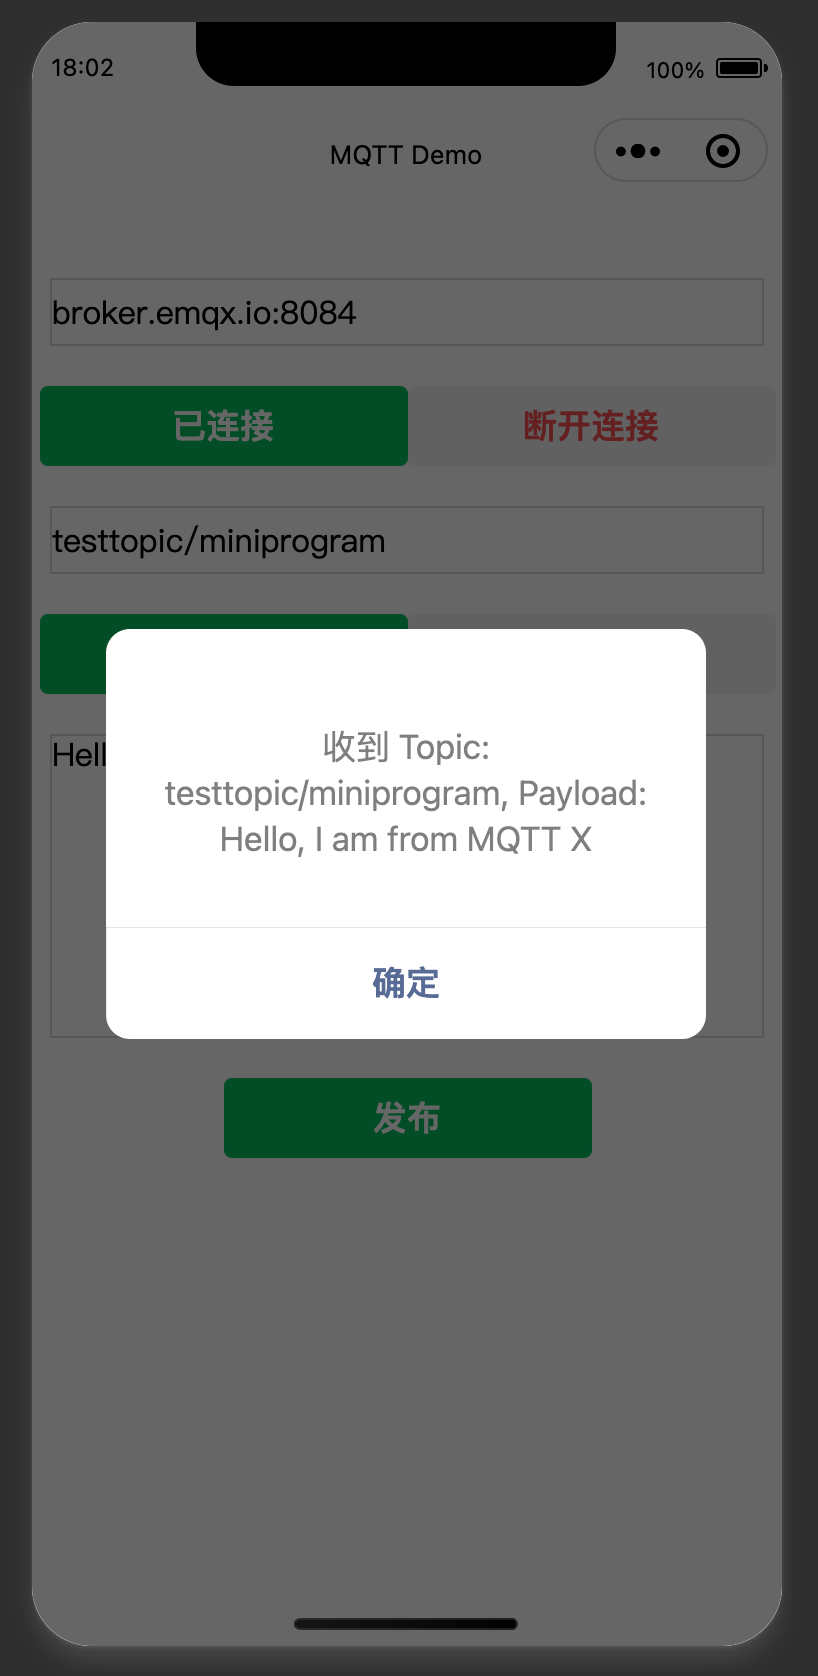 18:02
100%
MQTT Demo
broker.emqx.io:8084
已连接
断开连接
testtopic/miniprogram
Hell
收到 Topic:
testtopic/miniprogram, Payload:
Hello, I am from MQTT X
确定
发布